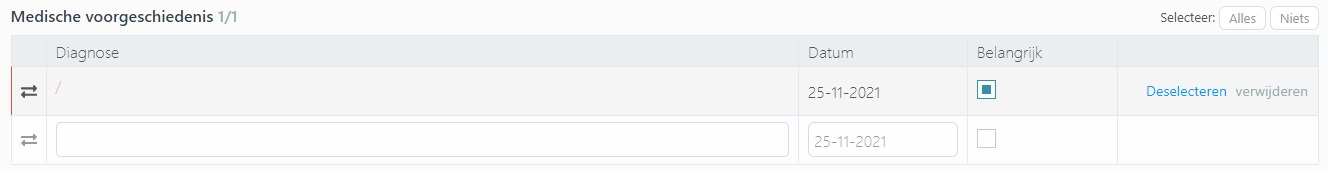 Medische voorgeschiedenis 1/1 Selecteer: Alles Niets
Diagnose Datum Belangrijk
/ 25-11-2021 Deselecteren verwijderen
25-11-2021